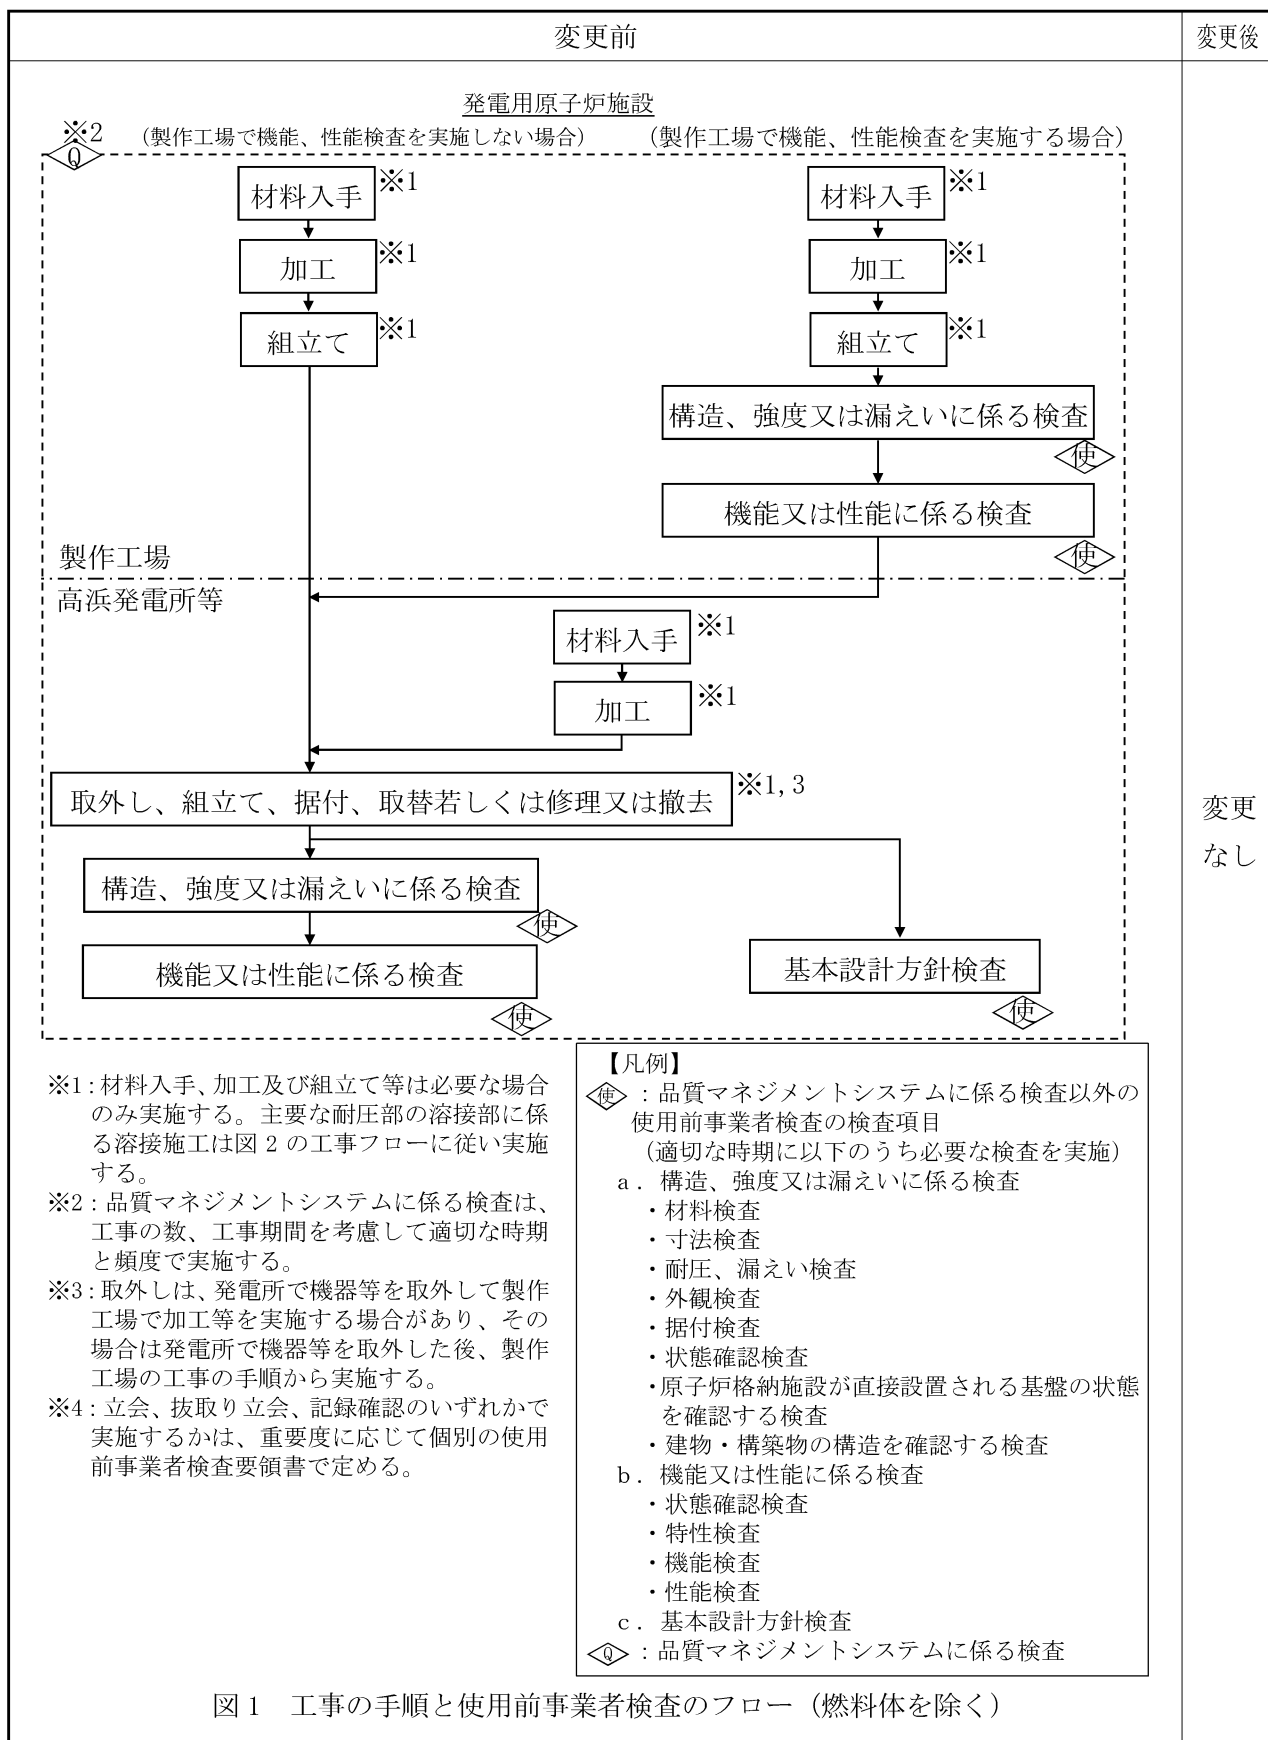 変更前
変更後
発電用原子炉施設
※2
（製作工場で機能、性能検査を実施しない場合）
（製作工場で機能、性能検査を実施する場合）
Q
材料入手
※1
加工
※1
組立て
※1
材料入手
※1
加工
※1
組立て
※1
構造、強度又は漏えいに係る検査
使
機能又は性能に係る検査
使
製作工場
高浜発電所等
材料入手
※1
加工
※1
取外し、組立て、据付、取替若しくは修理又は撤去
※1,3
構造、強度又は漏えいに係る検査
使
機能又は性能に係る検査
使
基本設計方針検査
使
変更
なし
※1：材料入手、加工及び組立て等は必要な場合
のみ実施する。主要な耐圧部の溶接部に係
る溶接施工は図２の工事フローに従い実施
する。
※2：品質マネジメントシステムに係る検査は、
工事の数、工事期間を考慮して適切な時期
と頻度で実施する。
※3：取外しは、発電所で機器等を取外して製作
工場で加工等を実施する場合があり、その
場合は発電所で機器等を取外した後、製作
工場の工事の手順から実施する。
※4：立会、抜取り立会、記録確認のいずれかで
実施するかは、重要度に応じて個別の使用
前事業者検査要領書で定める。
【凡例】
使：品質マネジメントシステムに係る検査以外の
使用前事業者検査の検査項目
（適切な時期に以下のうち必要な検査を実施）
ａ．構造、強度又は漏えいに係る検査
・材料検査
・寸法検査
・耐圧、漏えい検査
・外観検査
・据付検査
・状態確認検査
・原子炉格納施設が直接設置される基盤の状態
を確認する検査
・建物・構築物の構造を確認する検査
ｂ．機能又は性能に係る検査
・状態確認検査
・特性検査
・機能検査
・性能検査
ｃ．基本設計方針検査
Q：品質マネジメントシステムに係る検査
図１　工事の手順と使用前事業者検査のフロー（燃料体を除く）